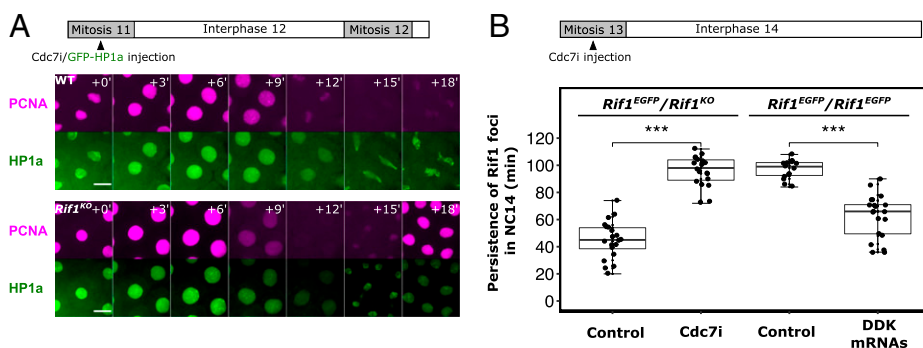 A
Mitosis 11
Interphase 12
Mitosis 12
Cdc7i/GFP-HP1a injection
WT
+0' +3' +6' +9' +12' +15' +18'
PCNA
HP1a
Rif1KO
+0' +3' +6' +9' +12' +15' +18'
PCNA
HP1a
B
Mitosis 13
Interphase 14
Cdc7i injection
Rif1EGFP/Rif1KO
Rif1EGFP/Rif1EGFP
***
***
Persistence of Rif1 foci
in NC14 (min)
120
100
80
60
40
20
0
Control
Cdc7i
Control
DDK
mRNAs